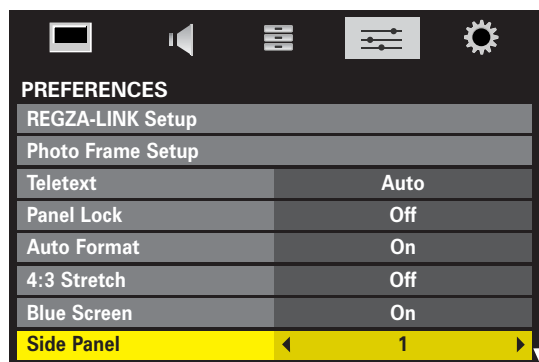 PREFERENCES
REGZA-LINK Setup
Photo Frame Setup
Teletext Auto
Panel Lock Off
Auto Format On
4:3 Stretch Off
Blue Screen On
Side Panel 1